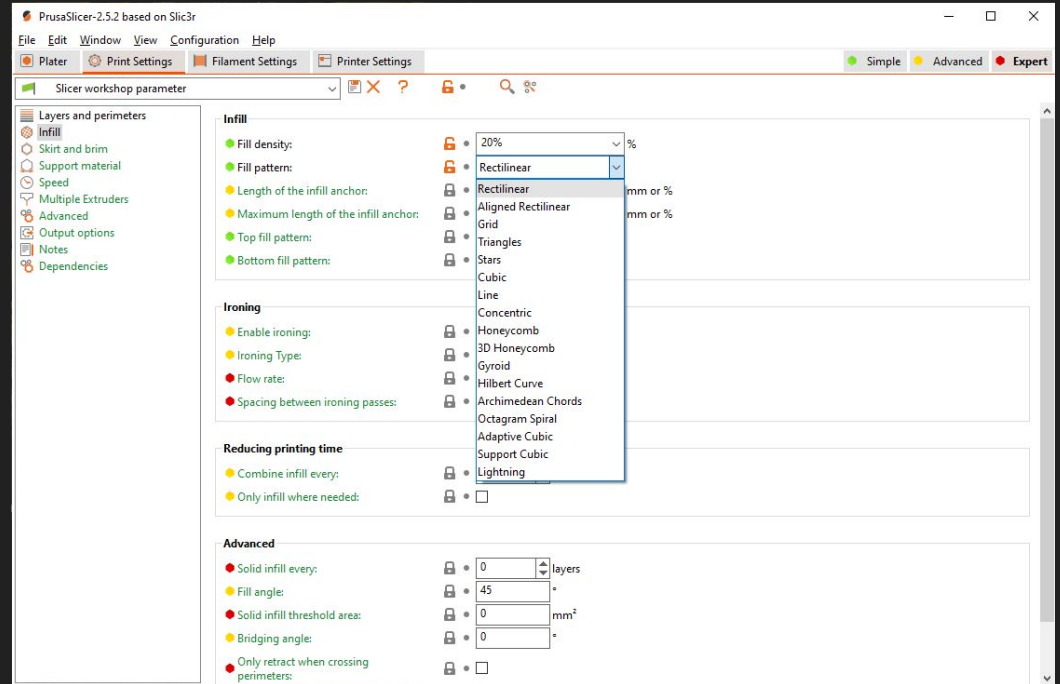 PrusaSlicer-2.5.2 based on Slic3r
File Edit Window View Configuration Help
Plater Print Settings Filament Settings Printer Settings Simple Advanced Expert
Slicer workshop parameter ?
Layers and perimeters
Infill
Skirt and brim
Support material
Speed
Multiple Extruders
Advanced
Output options
Notes
Dependencies
Infill
Fill density: 20% %
Fill pattern: Rectilinear
Length of the infill anchor: mm or %
Maximum length of the infill anchor: mm or %
Top fill pattern:
Bottom fill pattern:
Rectilinear
Aligned Rectilinear
Grid
Triangles
Stars
Cubic
Line
Concentric
Honeycomb
3D Honeycomb
Gyroid
Hilbert Curve
Archimedean Chords
Octagram Spiral
Adaptive Cubic
Support Cubic
Lightning
Ironing
Enable ironing:
Ironing Type:
Flow rate:
Spacing between ironing passes:
Reducing printing time
Combine infill every:
Only infill where needed:
Advanced
Solid infill every: 0 layers
Fill angle: 45 °
Solid infill threshold area: 0 mm²
Bridging angle: 0 °
Only retract when crossing
perimeters: